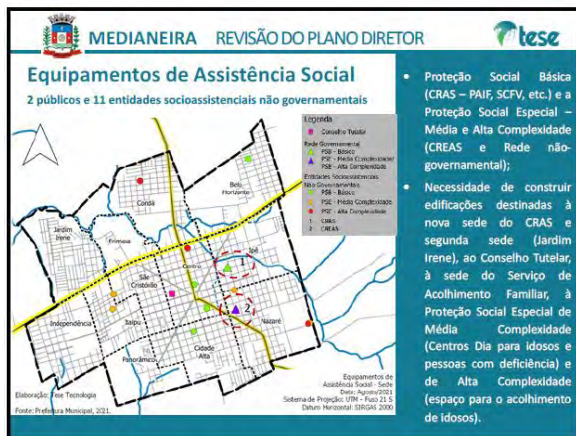 MEDIANEIRA REVISÃO DO PLANO DIRETOR
tese
Equipamentos de Assistência Social
2 públicos e 11 entidades socioassistenciais não governamentais
Legenda
Conselho Tutelar
Rede Governamental
PSB - Básico
PSE - Média Complexidade/
PSE - Alta Complexidade
Entidades Socioassistenciais
Não Governamentais
PSB - Básico
PSE - Média Complexidade
PSE - Alta Complexidade
1 CRAS
2 CREAS
Condá
Belo
Horizonte
Jardim
Irene
Frimesa
Ipê
Centro
São
Cristóvão
1
2
Independência
Itaipu
Nazaré
Panorâmico
Cidade
Alta
Elaboração: Tese Tecnologia
Fonte: Prefeitura Municipal, 2021.
Equipamentos de
Assistência Social - Sede
Data: Agosto/2021
Sistema de Projeção: UTM - Fuso 21 S
Datum Horizontal: SIRGAS 2000
• Proteção Social Básica
(CRAS – PAIF, SCFV, etc.) e a
Proteção Social Especial –
Média e Alta Complexidade
(CREAS e Rede não-
governamental);
• Necessidade de construir
edificações destinadas à
nova sede do CRAS e
segunda sede (Jardim
Irene), ao Conselho Tutelar,
à sede do Serviço de
Acolhimento Familiar, à
Proteção Social Especial de
Média Complexidade
(Centros Dia para idosos e
pessoas com deficiência) e
de Alta Complexidade
(espaço para o acolhimento
de idosos).